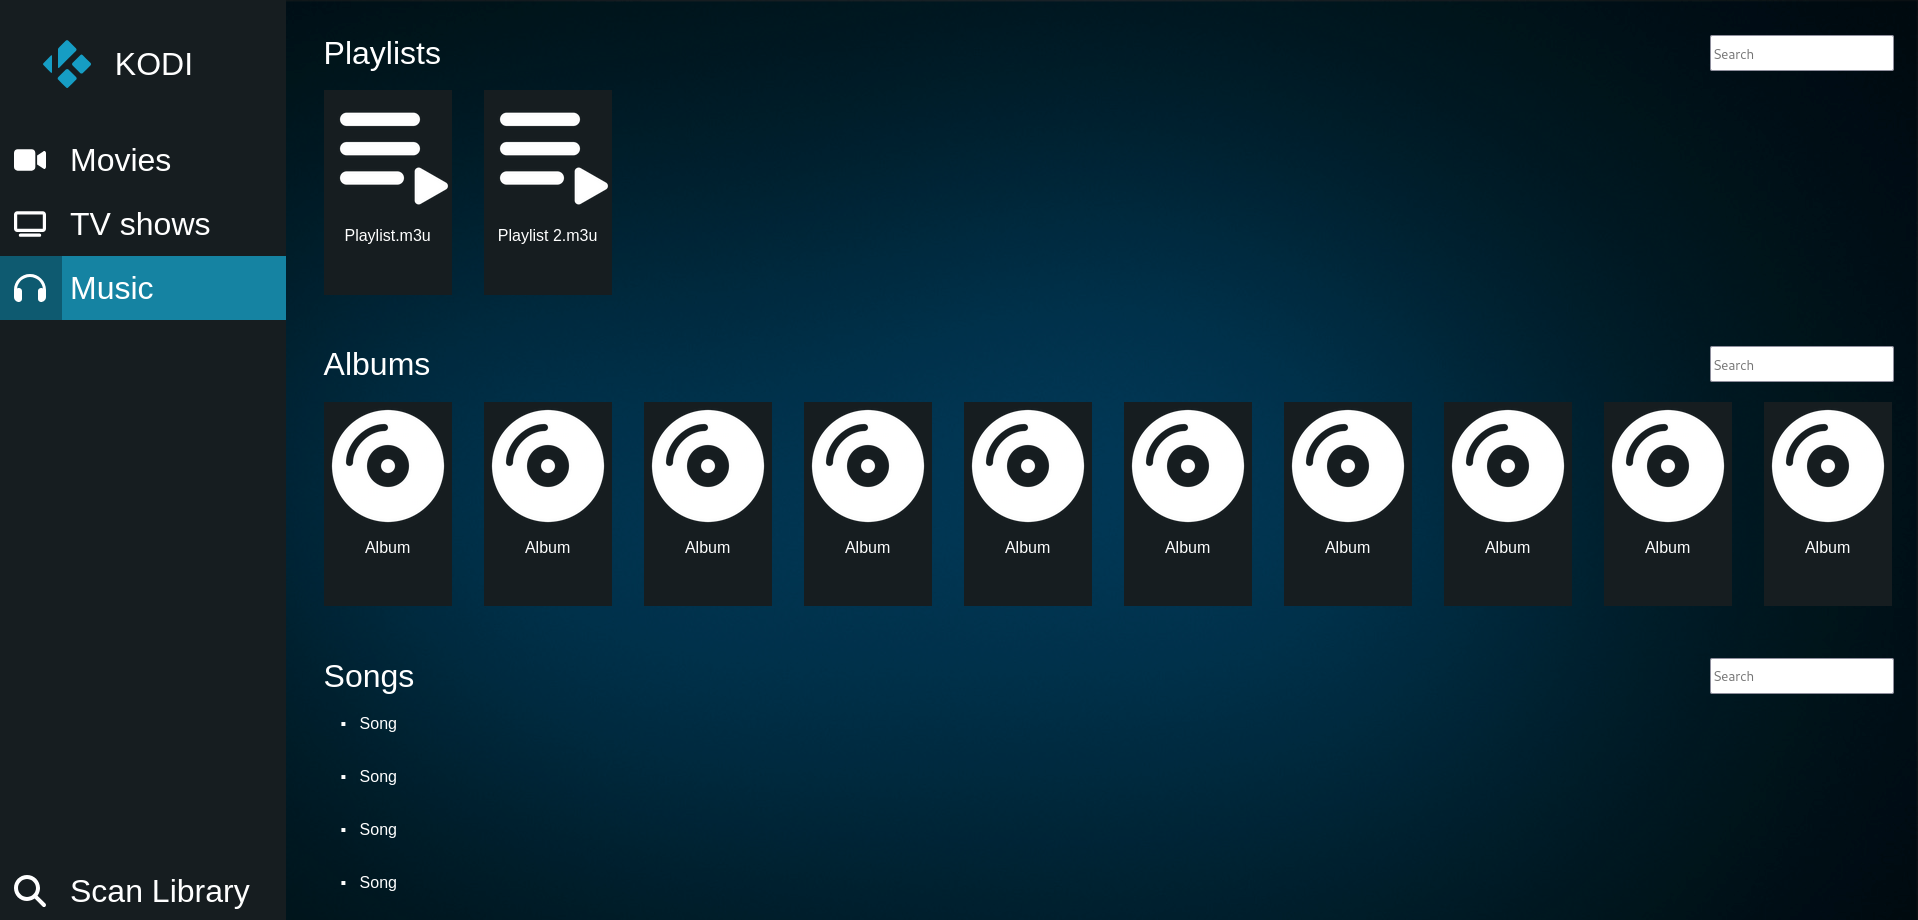 KODI
Movies
TV shows
Music
Scan Library
Playlists
Search
Playlist.m3u
Playlist 2.m3u
Albums
Search
Album
Album
Album
Album
Album
Album
Album
Album
Album
Album
Songs
Search
Song
Song
Song
Song